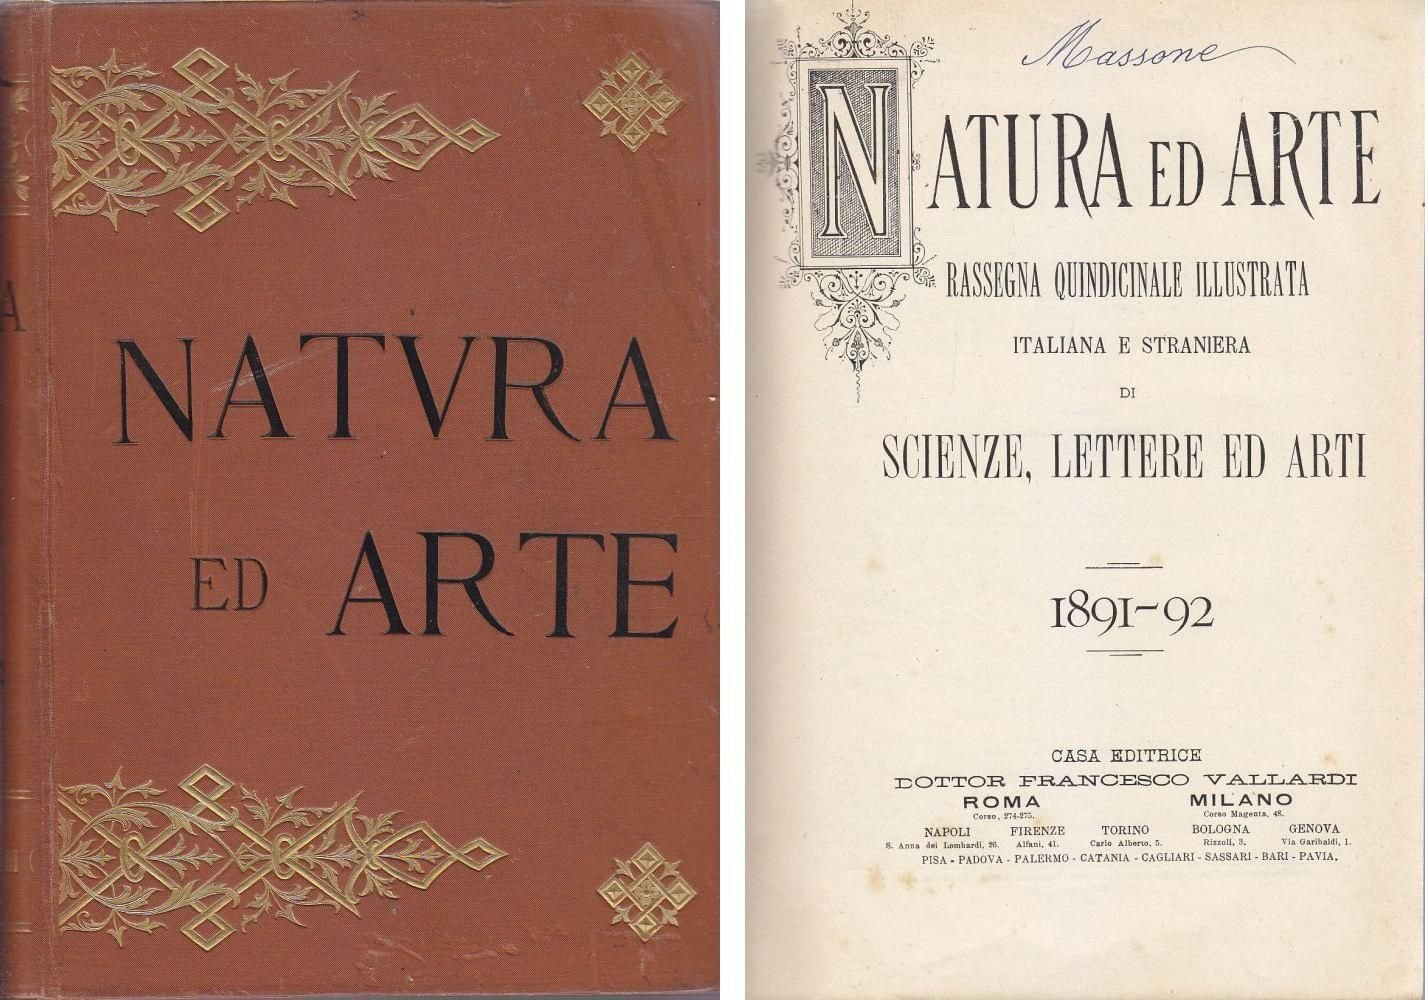 NATVRA
ED ARTE
Massone
NATURA ED ARTE
RASSEGNA QUINDICINALE ILLUSTRATA
ITALIANA E STRANIERA
DI
SCIENZE, LETTERE ED ARTI
1891-92
CASA EDITRICE
DOTTOR FRANCESCO VALLARDI
ROMA MILANO
Corso, 274-275. Corso Magenta, 48.
NAPOLI FIRENZE TORINO BOLOGNA GENOVA
S. Anna dei Lombardi, 26. Alfani, 41. Carlo Alberto, 5. Rizzoli, 3. Via Garibaldi, 1.
PISA - PADOVA - PALERMO - CATANIA - CAGLIARI - SASSARI - BARI - PAVIA.